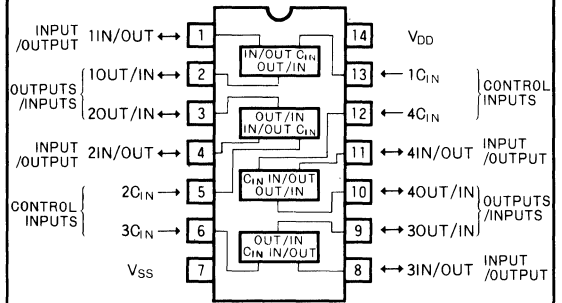 INPUT
/OUTPUT 1IN/OUT ↔ 1
OUTPUTS
/INPUTS
1OUT/IN ↔ 2
2OUT/IN ↔ 3
INPUT
/OUTPUT 2IN/OUT ↔ 4
CONTROL
INPUTS
2CIN → 5
3CIN → 6
VSS 7
IN/OUT CIN
OUT/IN
OUT/IN
IN/OUT CIN
CIN IN/OUT
OUT/IN
OUT/IN
CIN IN/OUT
14 VDD
13 ← 1CIN
12 ← 4CIN
CONTROL
INPUTS
11 ↔ 4IN/OUT INPUT
/OUTPUT
10 ↔ 4OUT/IN
9 ↔ 3OUT/IN
OUTPUTS
/INPUTS
8 ↔ 3IN/OUT INPUT
/OUTPUT